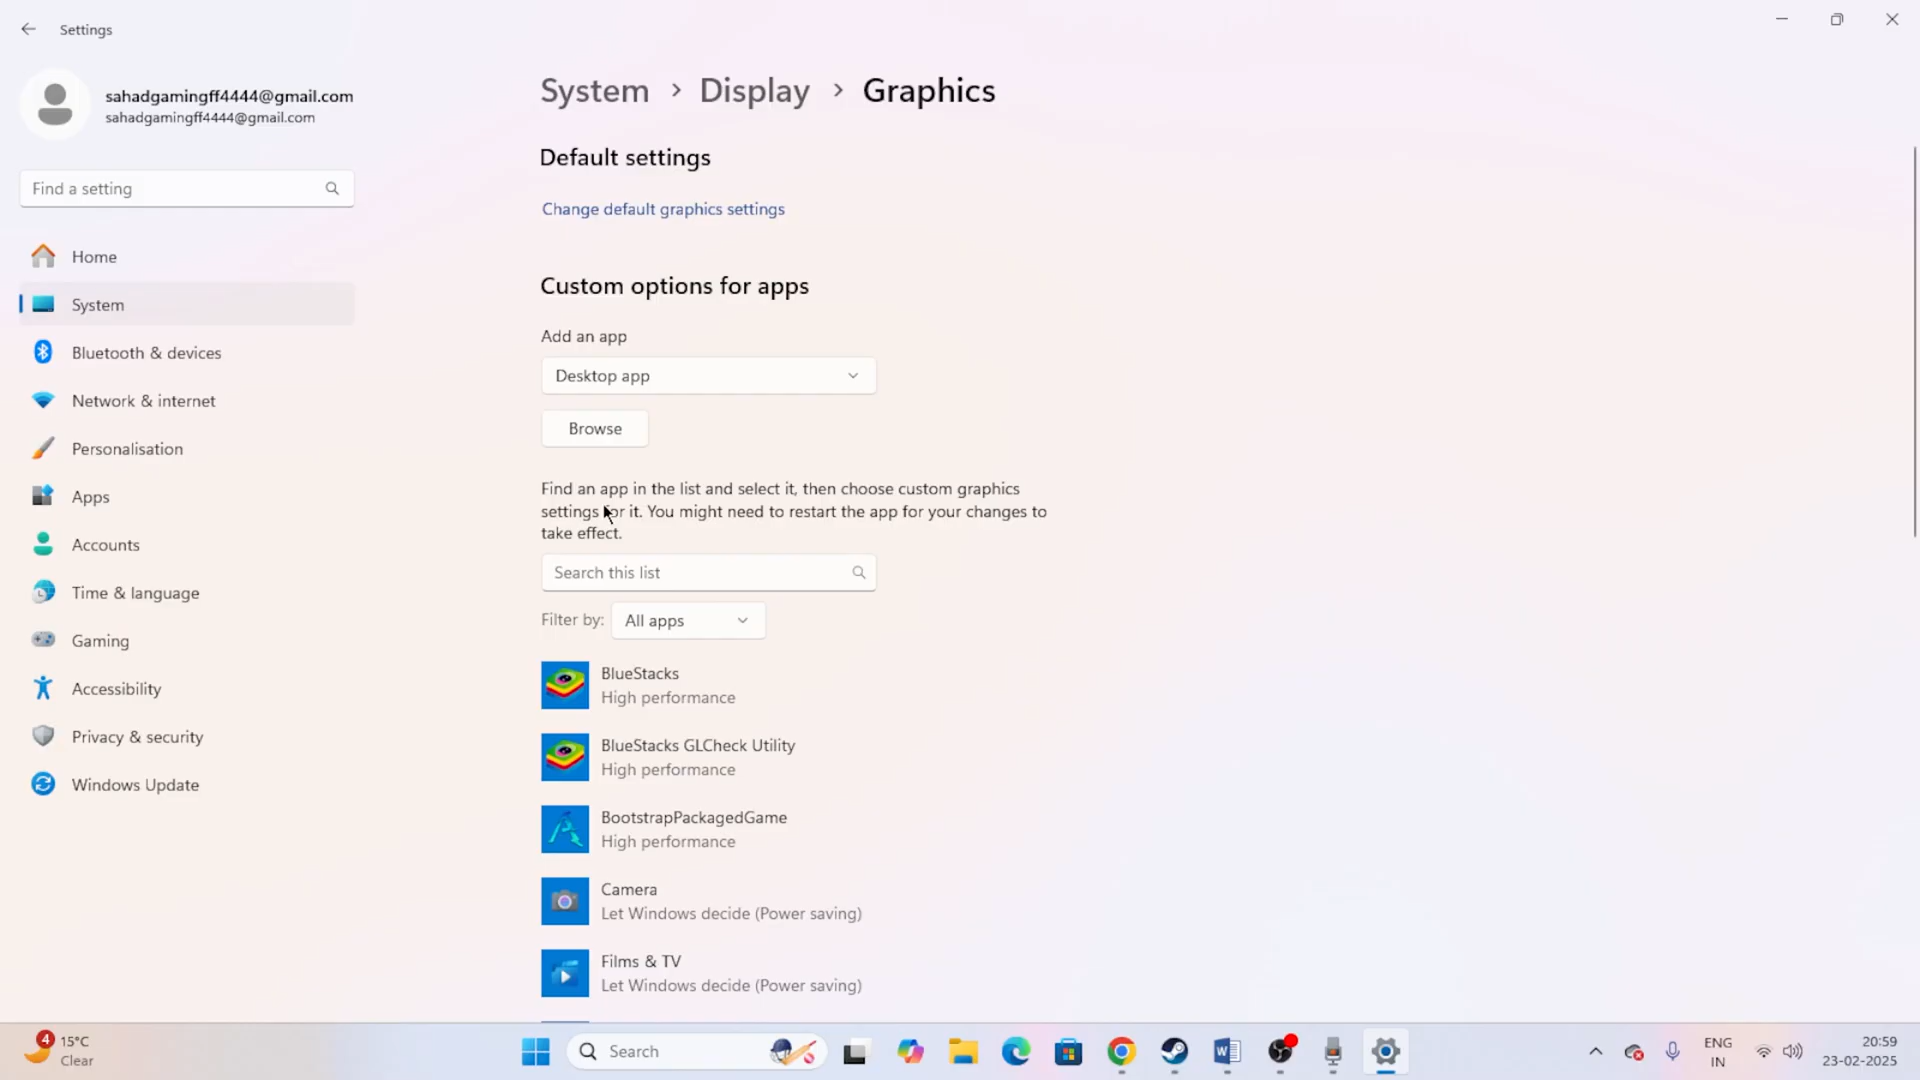 Settings
sahadgamingff4444@gmail.com
sahadgamingff4444@gmail.com
Find a setting
Home
System
Bluetooth & devices
Network & internet
Personalisation
Apps
Accounts
Time & language
Gaming
Accessibility
Privacy & security
Windows Update
System > Display > Graphics
Default settings
Change default graphics settings
Custom options for apps
Add an app
Desktop app
Browse
Find an app in the list and select it, then choose custom graphics
settings for it. You might need to restart the app for your changes to
take effect.
Search this list
Filter by: All apps
BlueStacks
High performance
BlueStacks GLCheck Utility
High performance
BootstrapPackagedGame
High performance
Camera
Let Windows decide (Power saving)
Films & TV
Let Windows decide (Power saving)
4
15°C
Clear
Search
ENG
IN
20:59
23-02-2025